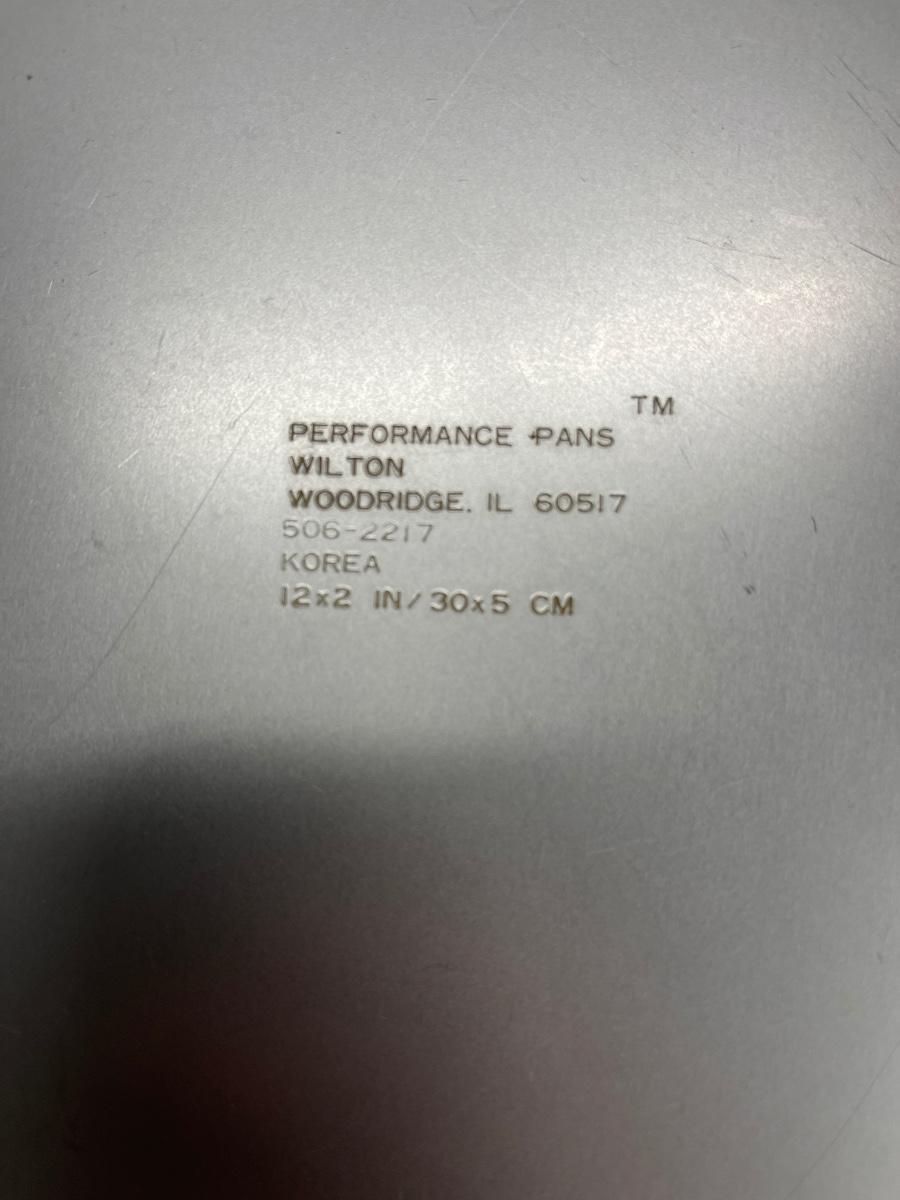 TM
PERFORMANCE PANS
WILTON
WOODRIDGE, IL 60517
506-2217
KOREA
12x2 IN/30x5 CM